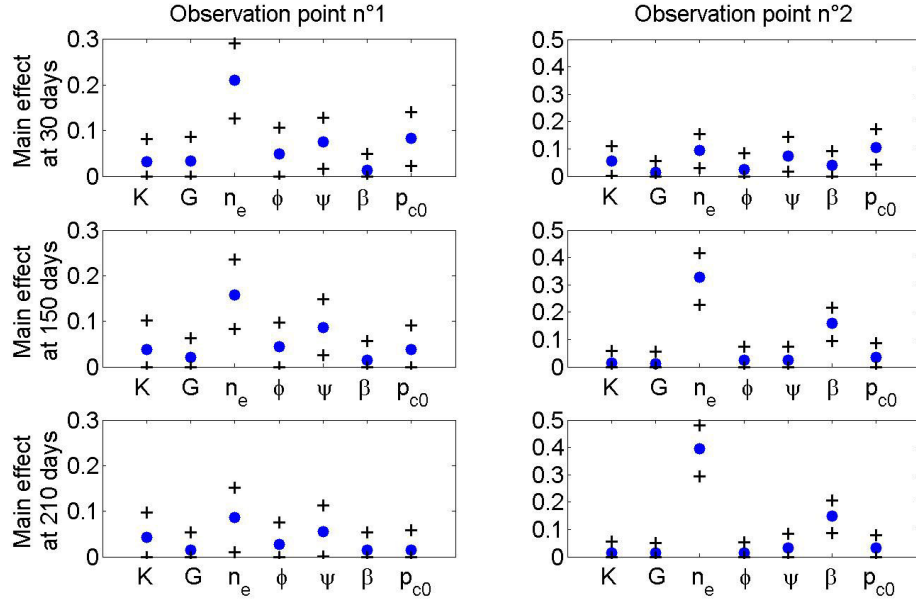 Observation point n°1
Observation point n°2
Main effect
at 30 days
0.3
0.2
0.1
0
K G n_e ϕ ψ β p_c0
0.5
0.4
0.3
0.2
0.1
0
K G n_e ϕ ψ β p_c0
Main effect
at 150 days
0.3
0.2
0.1
0
K G n_e ϕ ψ β p_c0
0.5
0.4
0.3
0.2
0.1
0
K G n_e ϕ ψ β p_c0
Main effect
at 210 days
0.3
0.2
0.1
0
K G n_e ϕ ψ β p_c0
0.5
0.4
0.3
0.2
0.1
0
K G n_e ϕ ψ β p_c0